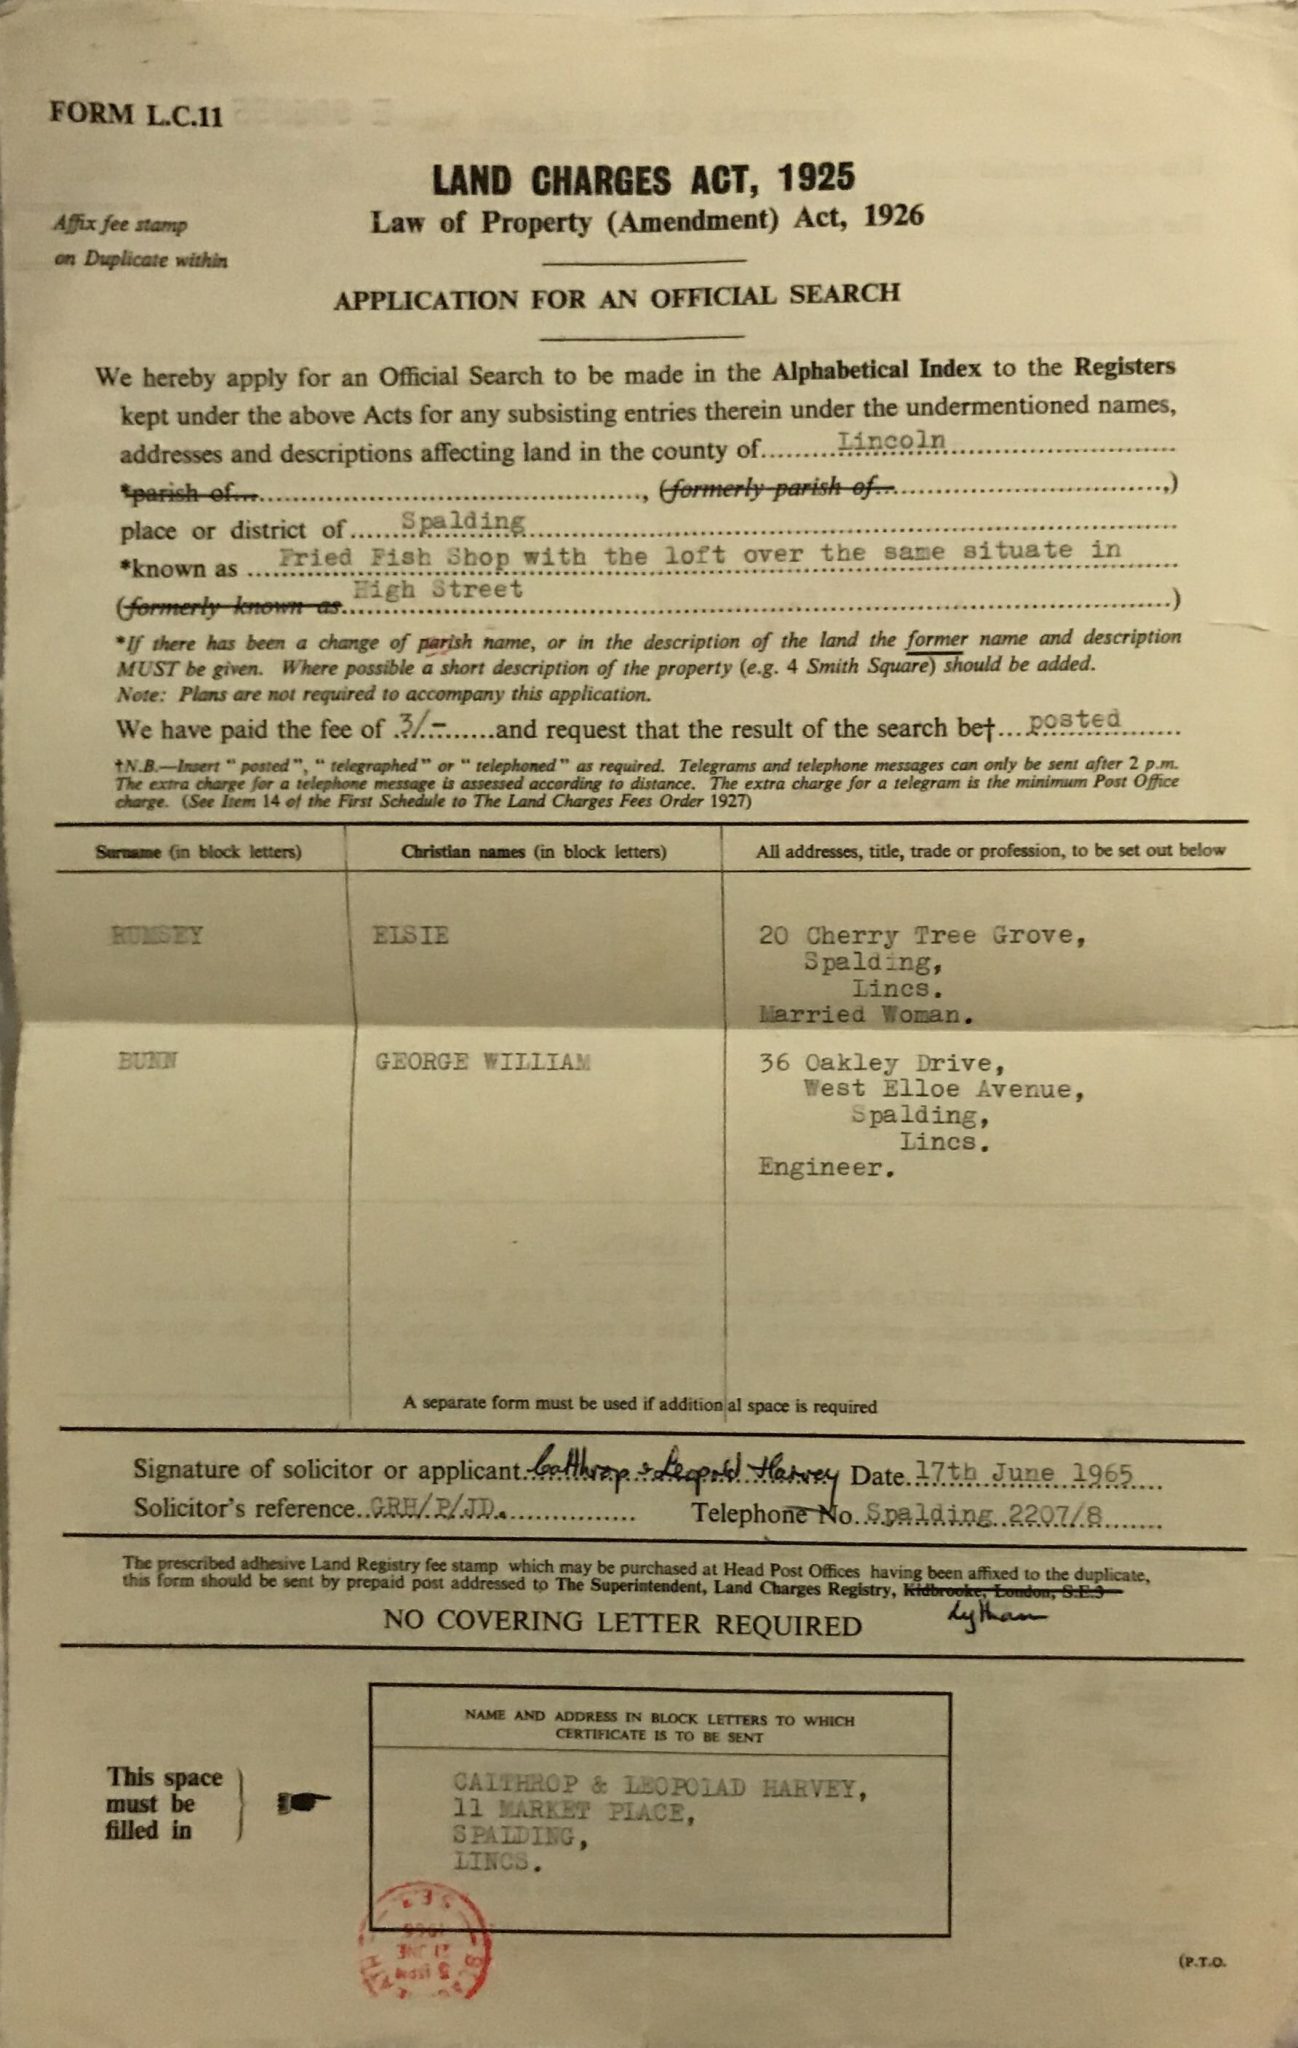 FORM L.C.11
LAND CHARGES ACT, 1925
Law of Property (Amendment) Act, 1926
Affix fee stamp
on Duplicate within
APPLICATION FOR AN OFFICIAL SEARCH
We hereby apply for an Official Search to be made in the Alphabetical Index to the Registers
kept under the above Acts for any subsisting entries therein under the undermentioned names,
addresses and descriptions affecting land in the county of Lincoln
*parish of..., (formerly parish of...,)
place or district of Spalding
*known as Fried Fish Shop with the loft over the same situate in
(formerly known as High Street)
*If there has been a change of parish name, or in the description of the land the former name and description
MUST be given. Where possible a short description of the property (e.g. 4 Smith Square) should be added.
Note: Plans are not required to accompany this application.
We have paid the fee of 3/- and request that the result of the search be† posted
†N.B.—Insert "posted", "telegraphed" or "telephoned" as required. Telegrams and telephone messages can only be sent after 2 p.m.
The extra charge for a telephone message is assessed according to distance. The extra charge for a telegram is the minimum Post Office
charge. (See Item 14 of the First Schedule to The Land Charges Fees Order 1927)
Surname (in block letters) Christian names (in block letters) All addresses, title, trade or profession, to be set out below
RUMSEY ELSIE 20 Cherry Tree Grove,
Spalding,
Lincs.
Married Woman.
BUNN GEORGE WILLIAM 36 Oakley Drive,
West Elloe Avenue,
Spalding,
Lincs.
Engineer.
A separate form must be used if additional space is required
Signature of solicitor or applicant Calthrop & Leopold Harvey Date 17th June 1965
Solicitor's reference GRH/P/JD. Telephone No. Spalding 2207/8
The prescribed adhesive Land Registry fee stamp which may be purchased at Head Post Offices having been affixed to the duplicate,
this form should be sent by prepaid post addressed to The Superintendent, Land Charges Registry, Kidbrooke, London, S.E.3
Lytham
NO COVERING LETTER REQUIRED
NAME AND ADDRESS IN BLOCK LETTERS TO WHICH
CERTIFICATE IS TO BE SENT
This space
must be
filled in
CALTHROP & LEOPOLAD HARVEY,
11 MARKET PLACE,
SPALDING,
LINCS.
(P.T.O.